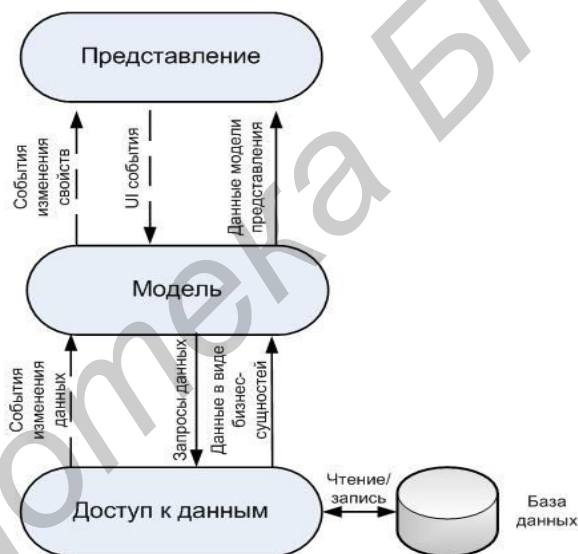 Представление
События
изменения
свойств
UI события
Данные модели
представления
Модель
События
изменения
данных
Запросы данных
Данные в виде
бизнес-
сущностей
Доступ к данным
Чтение/
запись
База
данных